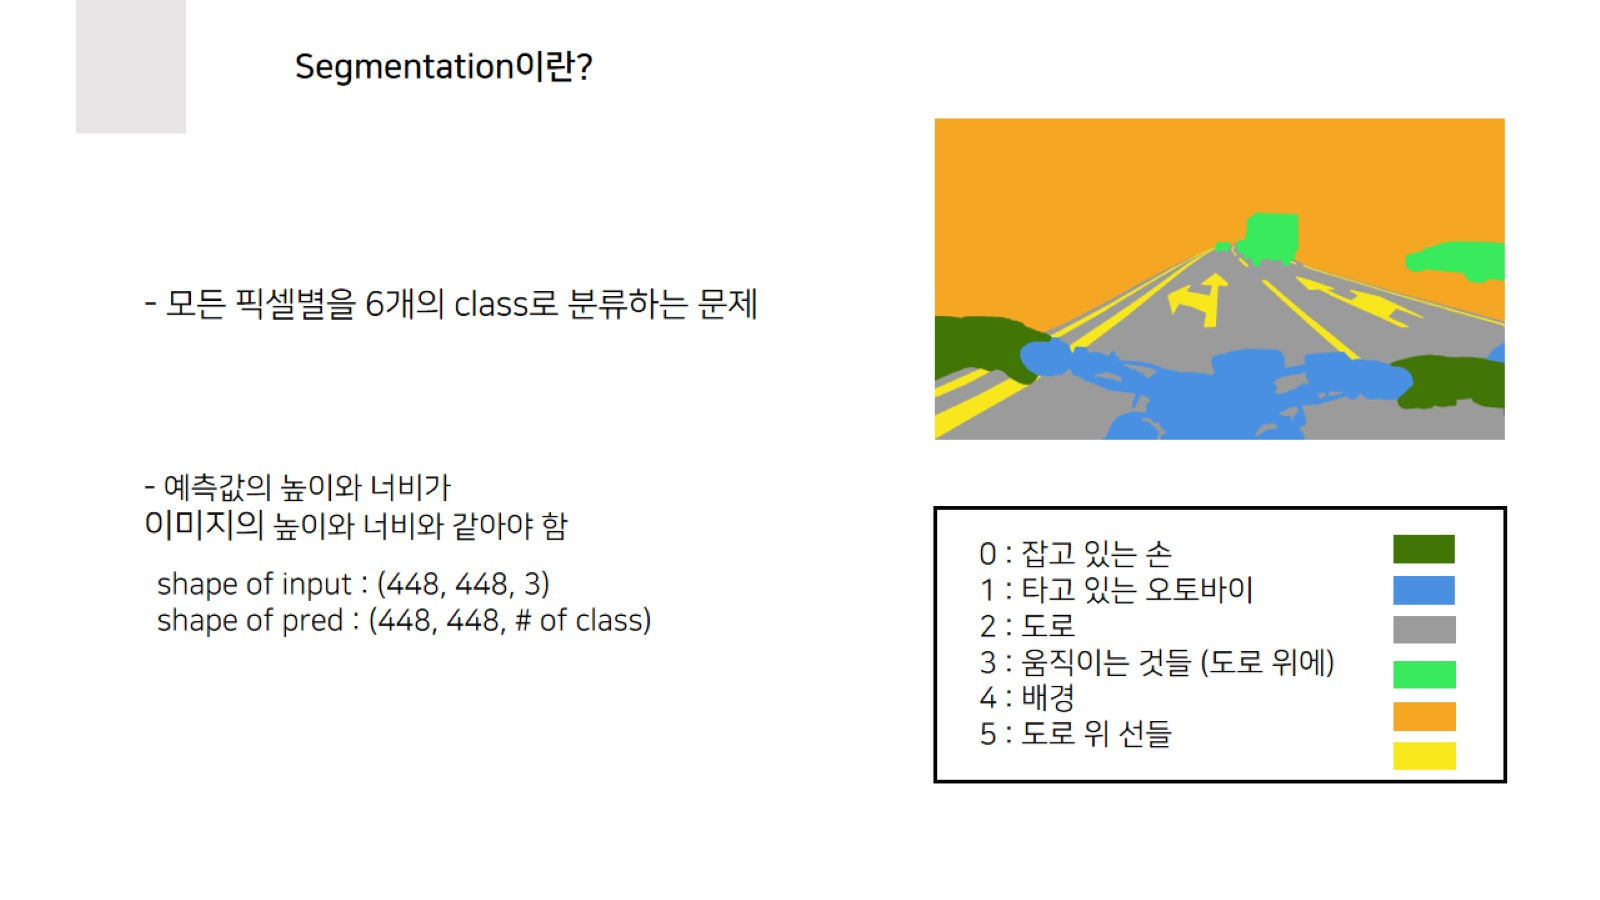 Segmentation이란?
- 모든 픽셀별을 6개의 class로 분류하는 문제
- 예측값의 높이와 너비가
이미지의 높이와 너비와 같아야 함
shape of input : (448, 448, 3)
shape of pred : (448, 448, # of class)
0 : 잡고 있는 손
1 : 타고 있는 오토바이
2 : 도로
3 : 움직이는 것들 (도로 위에)
4 : 배경
5 : 도로 위 선들